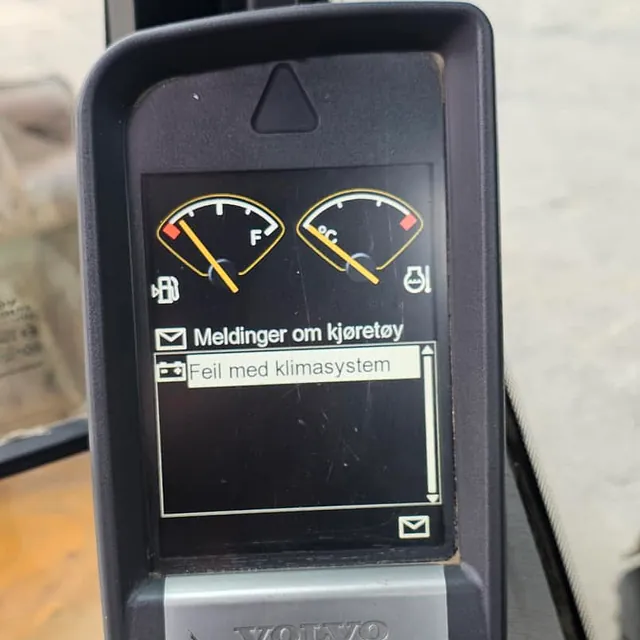 F
°C
Meldinger om kjøretøy
Feil med klimasystem
VOLVO